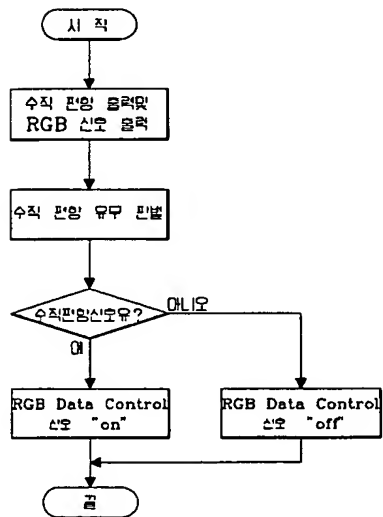 시 작
수직 편향 출력및
RGB 신호 출력
수직 편향 유무 판별
수직편향신호유?
아니오
예
RGB Data Control
신호 "on"
RGB Data Control
신호 "off"
끝